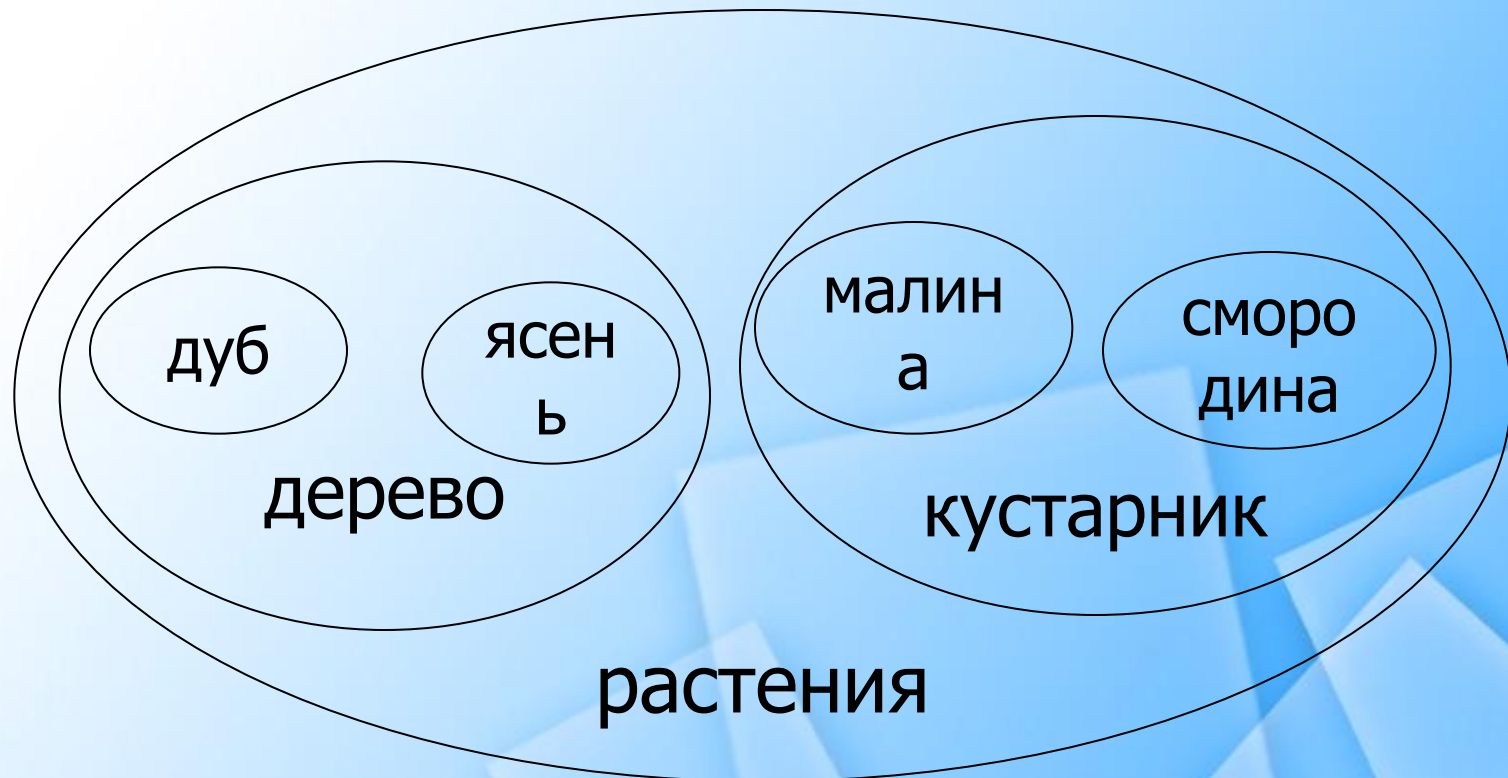 дуб
ясен
ь
дерево
малин
а
сморо
дина
кустарник
растения